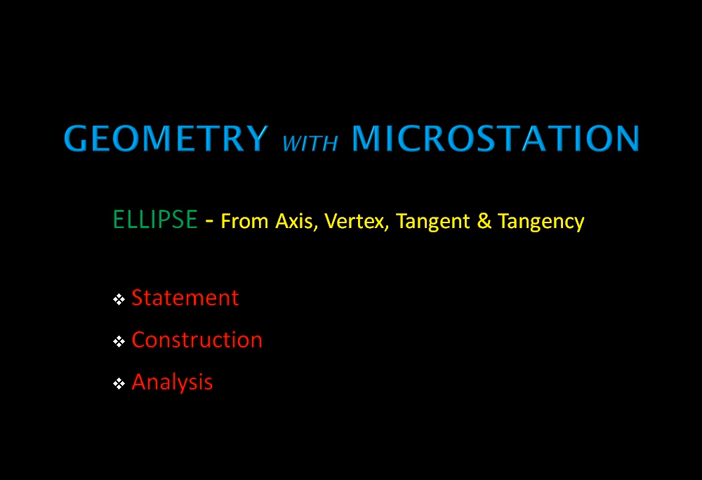 GEOMETRY WITH MICROSTATION
ELLIPSE - From Axis, Vertex, Tangent & Tangency
❖ Statement
❖ Construction
❖ Analysis